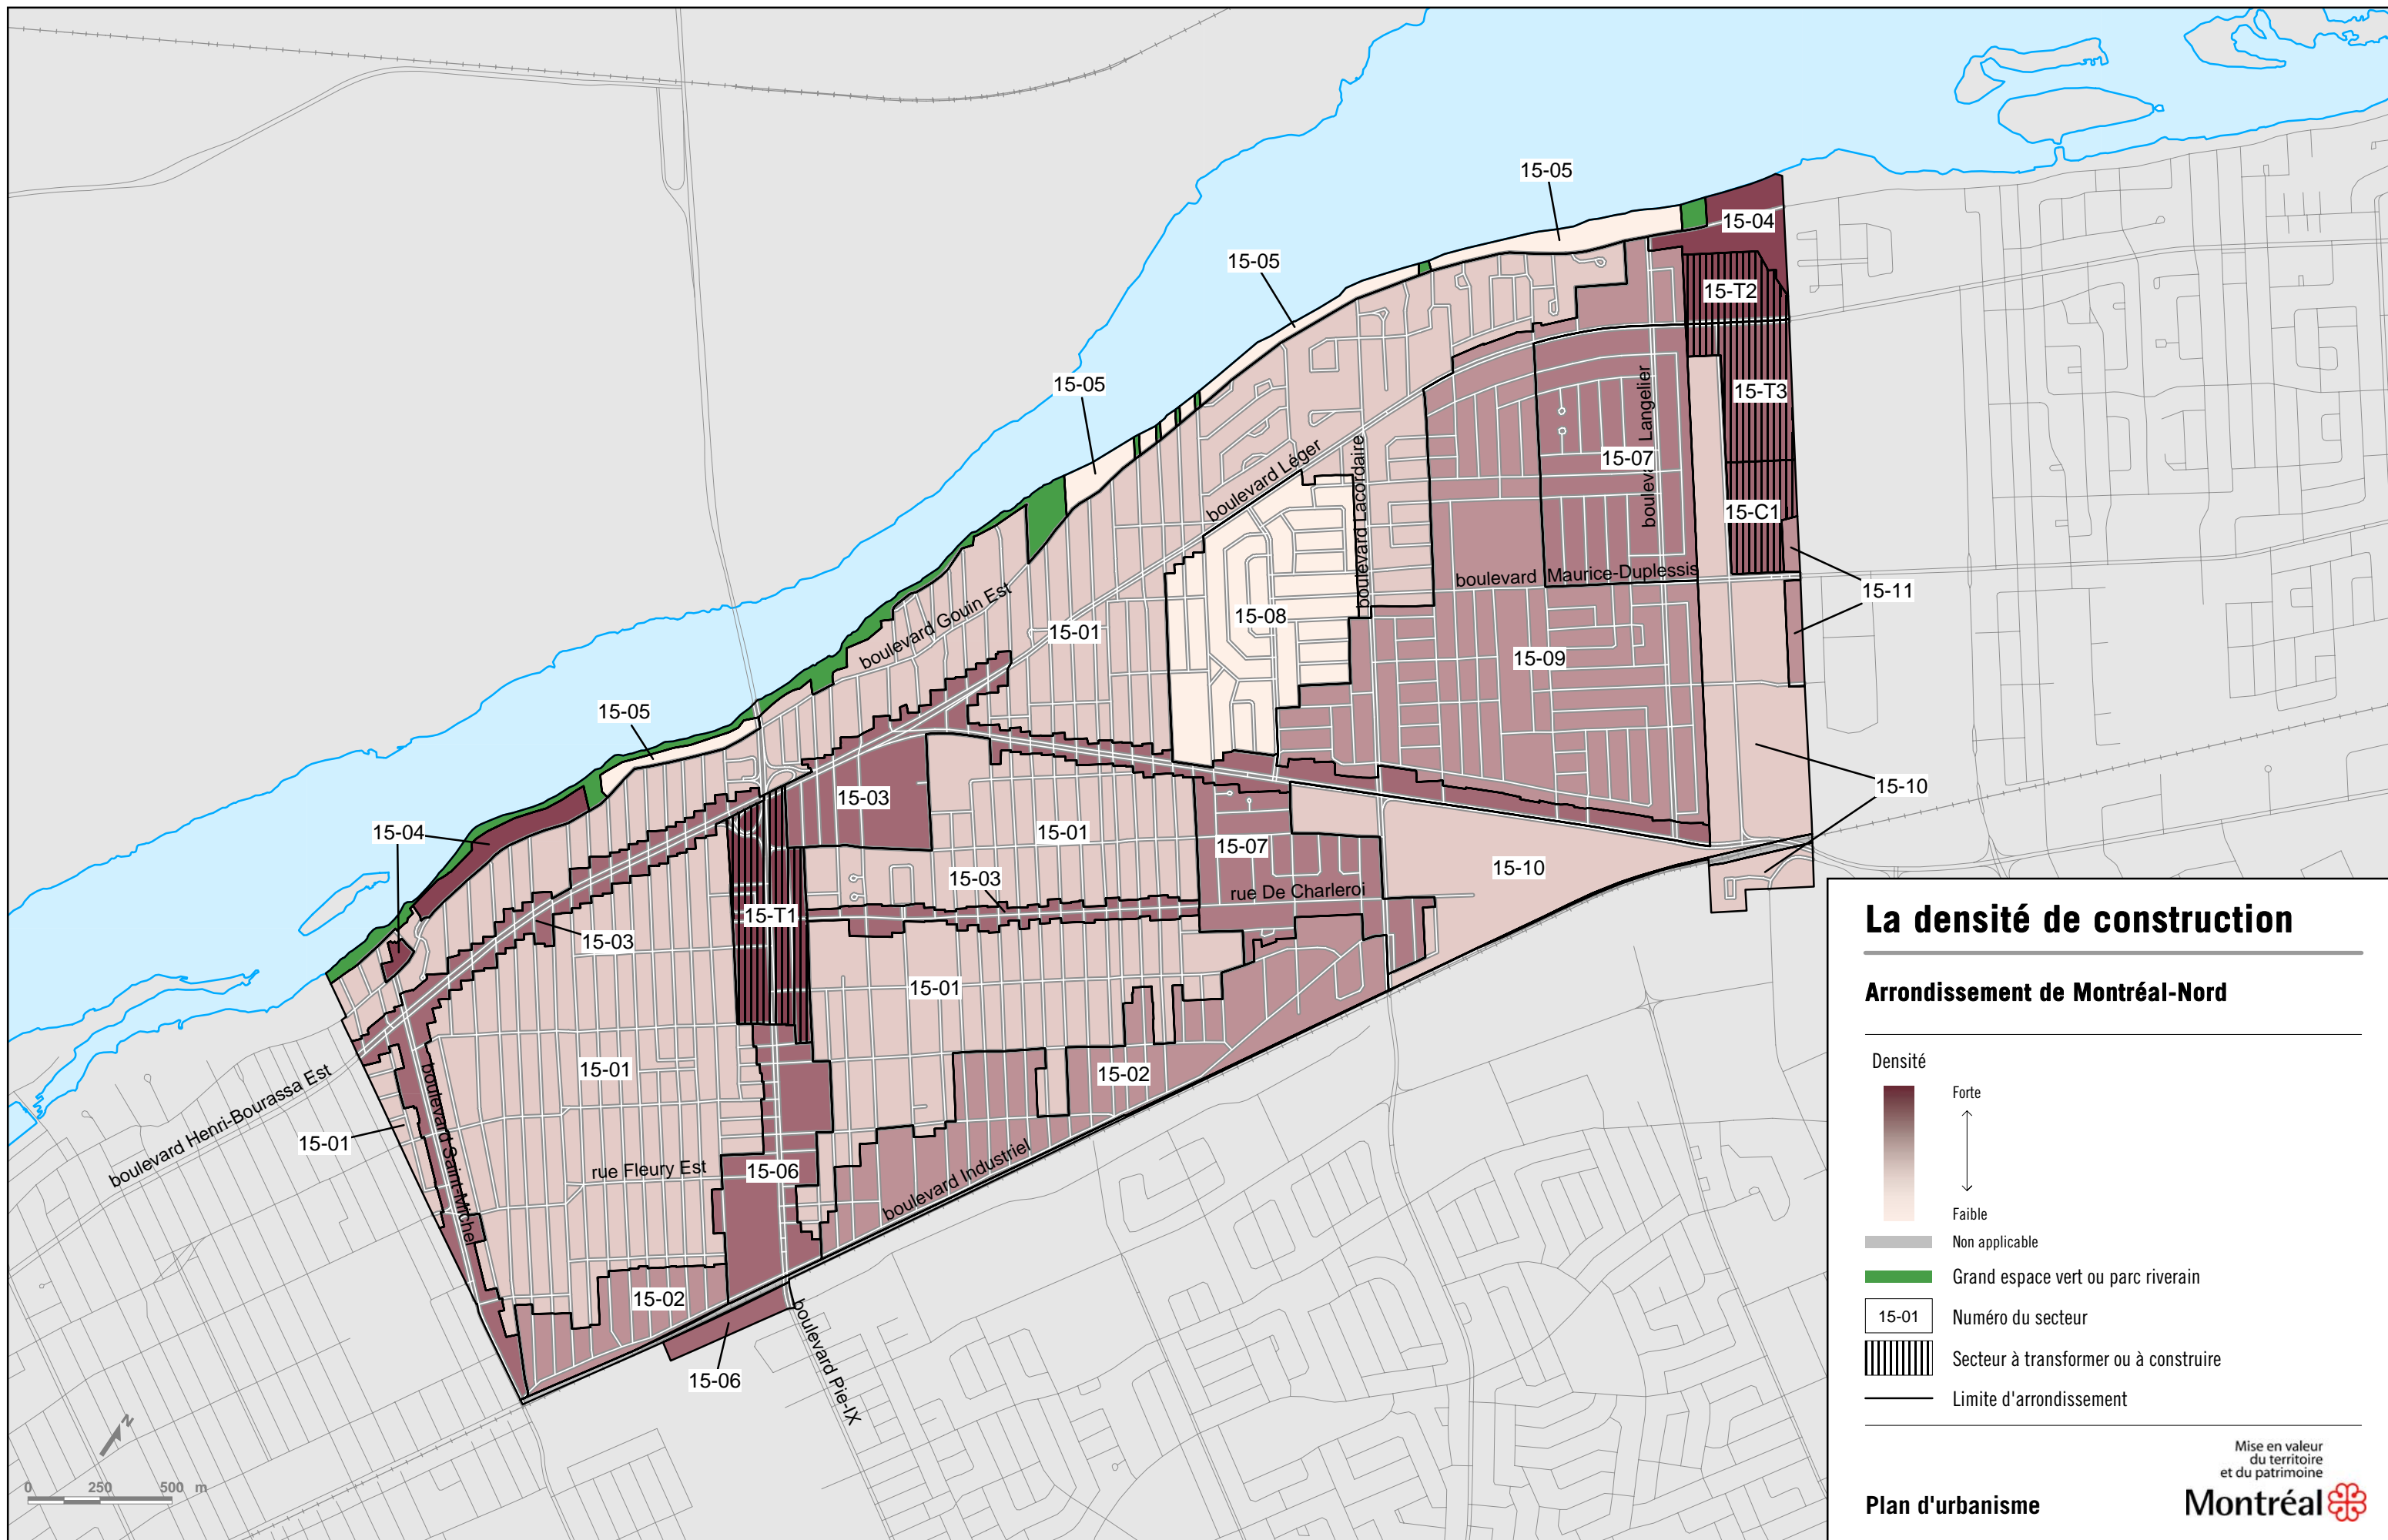 15-05
15-04
15-05
15-T2
15-05
15-T3
boulevard Langelier
boulevard Léger
boulevard Lacordaire
15-07
15-C1
boulevard Maurice-Duplessis
15-11
boulevard Gouin Est
15-08
15-01
15-09
15-05
15-10
15-03
15-04
15-01
15-07
15-10
15-03
rue De Charleroi
15-T1
15-03
15-01
15-01
15-02
boulevard Henri-Bourassa Est
15-01
boulevard Saint-Michel
rue Fleury Est
15-06
boulevard Industriel
15-02
15-06
boulevard Pie-IX
N
0 250 500 m
La densité de construction
Arrondissement de Montréal-Nord
Densité
Forte
Faible
Non applicable
Grand espace vert ou parc riverain
15-01 Numéro du secteur
Secteur à transformer ou à construire
Limite d'arrondissement
Plan d'urbanisme
Mise en valeur
du territoire
et du patrimoine
Montréal